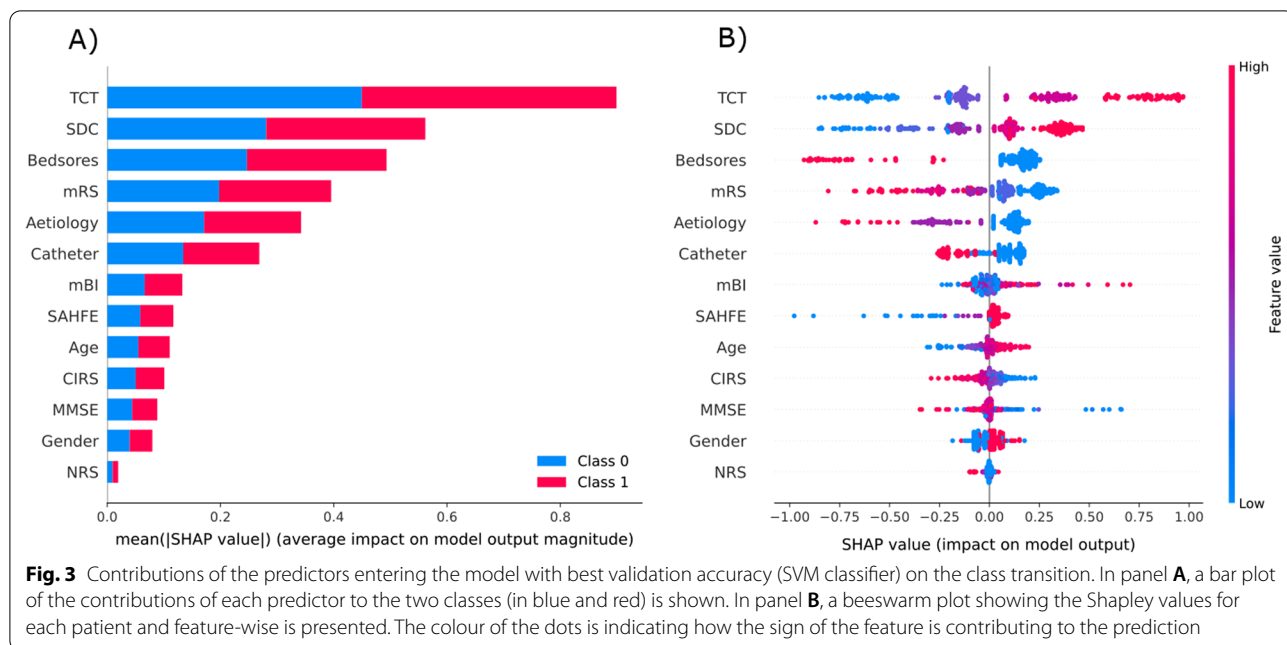 A)
TCT
SDC
Bedsores
mRS
Aetiology
Catheter
mBI
SAHFE
Age
CIRS
MMSE
Gender
NRS
Class 0
Class 1
0.0 0.2 0.4 0.6 0.8
mean(|SHAP value|) (average impact on model output magnitude)
B)
High
TCT
SDC
Bedsores
mRS
Aetiology
Catheter
mBI
SAHFE
Age
CIRS
MMSE
Gender
NRS
Feature value
Low
−1.00 −0.75 −0.50 −0.25 0.00 0.25 0.50 0.75 1.00
SHAP value (impact on model output)
Fig. 3 Contributions of the predictors entering the model with best validation accuracy (SVM classifier) on the class transition. In panel A, a bar plot
of the contributions of each predictor to the two classes (in blue and red) is shown. In panel B, a beeswarm plot showing the Shapley values for
each patient and feature-wise is presented. The colour of the dots is indicating how the sign of the feature is contributing to the prediction